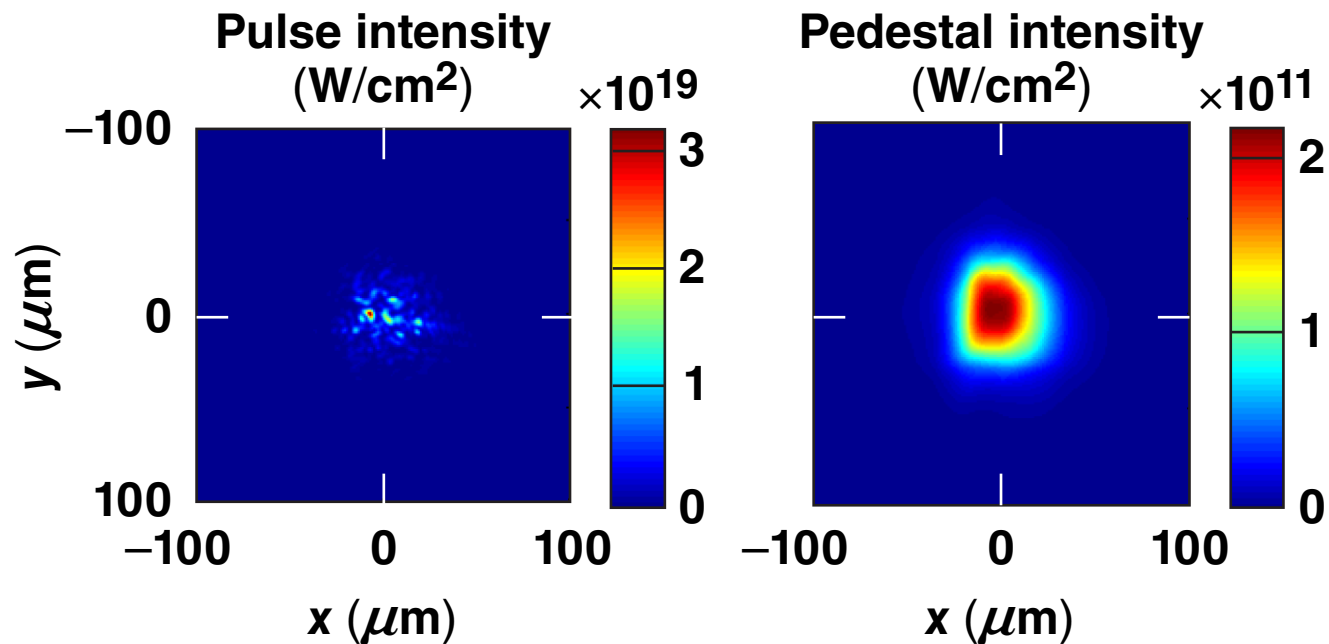 Pulse intensity
(W/cm²)
×10¹⁹
−100
0
100
y (μm)
−100 0 100
x (μm)
3
2
1
0
Pedestal intensity
(W/cm²)
×10¹¹
−100 0 100
x (μm)
2
1
0